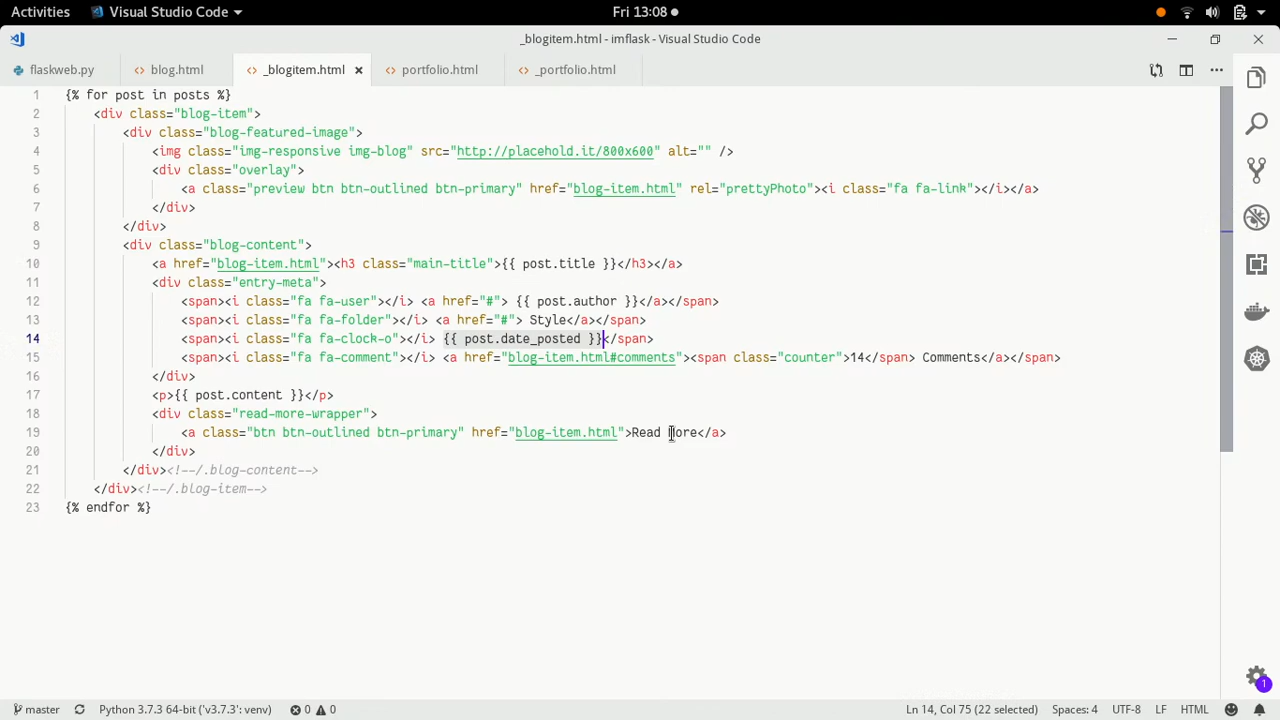 Activities Visual Studio Code Fri 13:08
_blogitem.html - imflask - Visual Studio Code
flaskweb.py blog.html _blogitem.html portfolio.html _portfolio.html
1 {% for post in posts %}
2 <div class="blog-item">
3 <div class="blog-featured-image">
4 <img class="img-responsive img-blog" src="http://placehold.it/800x600" alt="" />
5 <div class="overlay">
6 <a class="preview btn btn-outlined btn-primary" href="blog-item.html" rel="prettyPhoto"><i class="fa fa-link"></i></a>
7 </div>
8 </div>
9 <div class="blog-content">
10 <a href="blog-item.html"><h3 class="main-title">{{ post.title }}</h3></a>
11 <div class="entry-meta">
12 <span><i class="fa fa-user"></i> <a href="#"> {{ post.author }}</a></span>
13 <span><i class="fa fa-folder"></i> <a href="#"> Style</a></span>
14 <span><i class="fa fa-clock-o"></i> {{ post.date_posted }}</span>
15 <span><i class="fa fa-comment"></i> <a href="blog-item.html#comments"><span class="counter">14</span> Comments</a></span>
16 </div>
17 <p>{{ post.content }}</p>
18 <div class="read-more-wrapper">
19 <a class="btn btn-outlined btn-primary" href="blog-item.html">Read More</a>
20 </div>
21 </div><!--/.blog-content-->
22 </div><!--/.blog-item-->
23 {% endfor %}
master Python 3.7.3 64-bit ('v3.7.3': venv) 0 0 Ln 14, Col 75 (22 selected) Spaces: 4 UTF-8 LF HTML
1